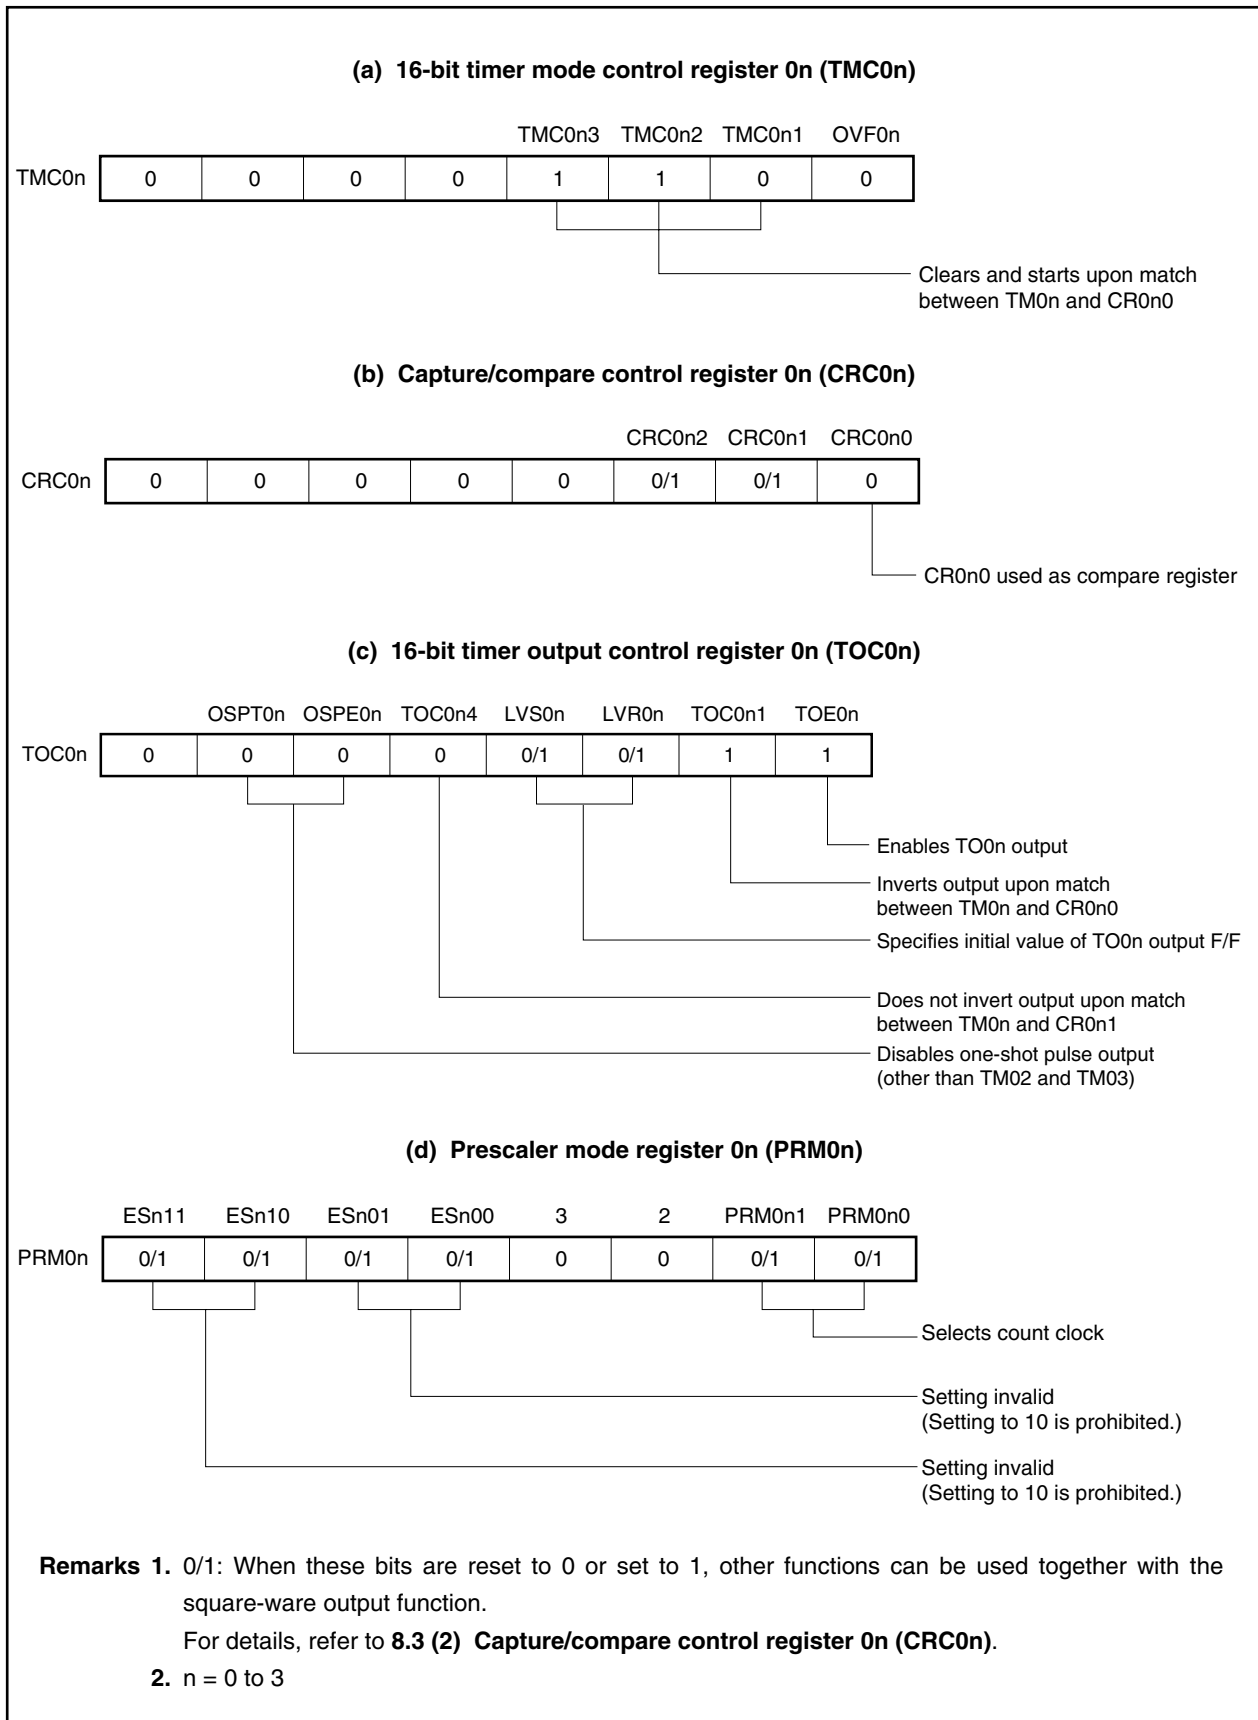 (a) 16-bit timer mode control register 0n (TMC0n)
TMC0n3 TMC0n2 TMC0n1 OVF0n
TMC0n 0 0 0 0 1 1 0 0
Clears and starts upon match
between TM0n and CR0n0
(b) Capture/compare control register 0n (CRC0n)
CRC0n2 CRC0n1 CRC0n0
CRC0n 0 0 0 0 0 0/1 0/1 0
CR0n0 used as compare register
(c) 16-bit timer output control register 0n (TOC0n)
OSPT0n OSPE0n TOC0n4 LVS0n LVR0n TOC0n1 TOE0n
TOC0n 0 0 0 0 0/1 0/1 1 1
Enables TO0n output
Inverts output upon match
between TM0n and CR0n0
Specifies initial value of TO0n output F/F
Does not invert output upon match
between TM0n and CR0n1
Disables one-shot pulse output
(other than TM02 and TM03)
(d) Prescaler mode register 0n (PRM0n)
ESn11 ESn10 ESn01 ESn00 3 2 PRM0n1 PRM0n0
PRM0n 0/1 0/1 0/1 0/1 0 0 0/1 0/1
Selects count clock
Setting invalid
(Setting to 10 is prohibited.)
Setting invalid
(Setting to 10 is prohibited.)
Remarks 1. 0/1: When these bits are reset to 0 or set to 1, other functions can be used together with the
square-ware output function.
For details, refer to 8.3 (2) Capture/compare control register 0n (CRC0n).
2. n = 0 to 3